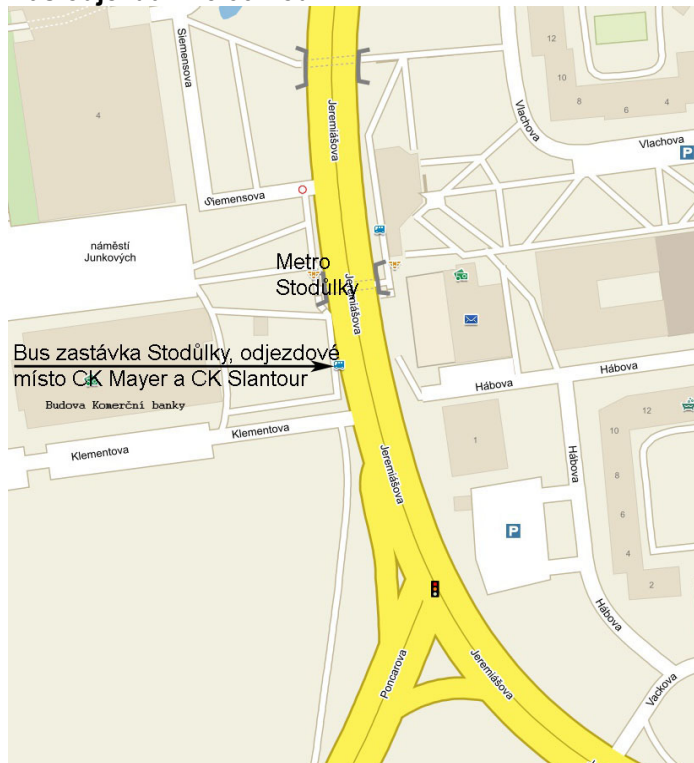 Siemensova
4
Jeremiášova
12
10
8
6
4
Vlachova
Vlachova
P
Siemensova
náměstí
Junkových
Metro
Stodůlky
Jeremiášova
Bus zastávka Stodůlky, odjezdové
místo CK Mayer a CK Slantour
Budova Komerční banky
Hábova
Hábova
Klementova
Klementova
1
12
10
8
6
4
2
Hábova
Jeremiášova
P
Hábova
Poncarova
Jeremiášova
Vackova